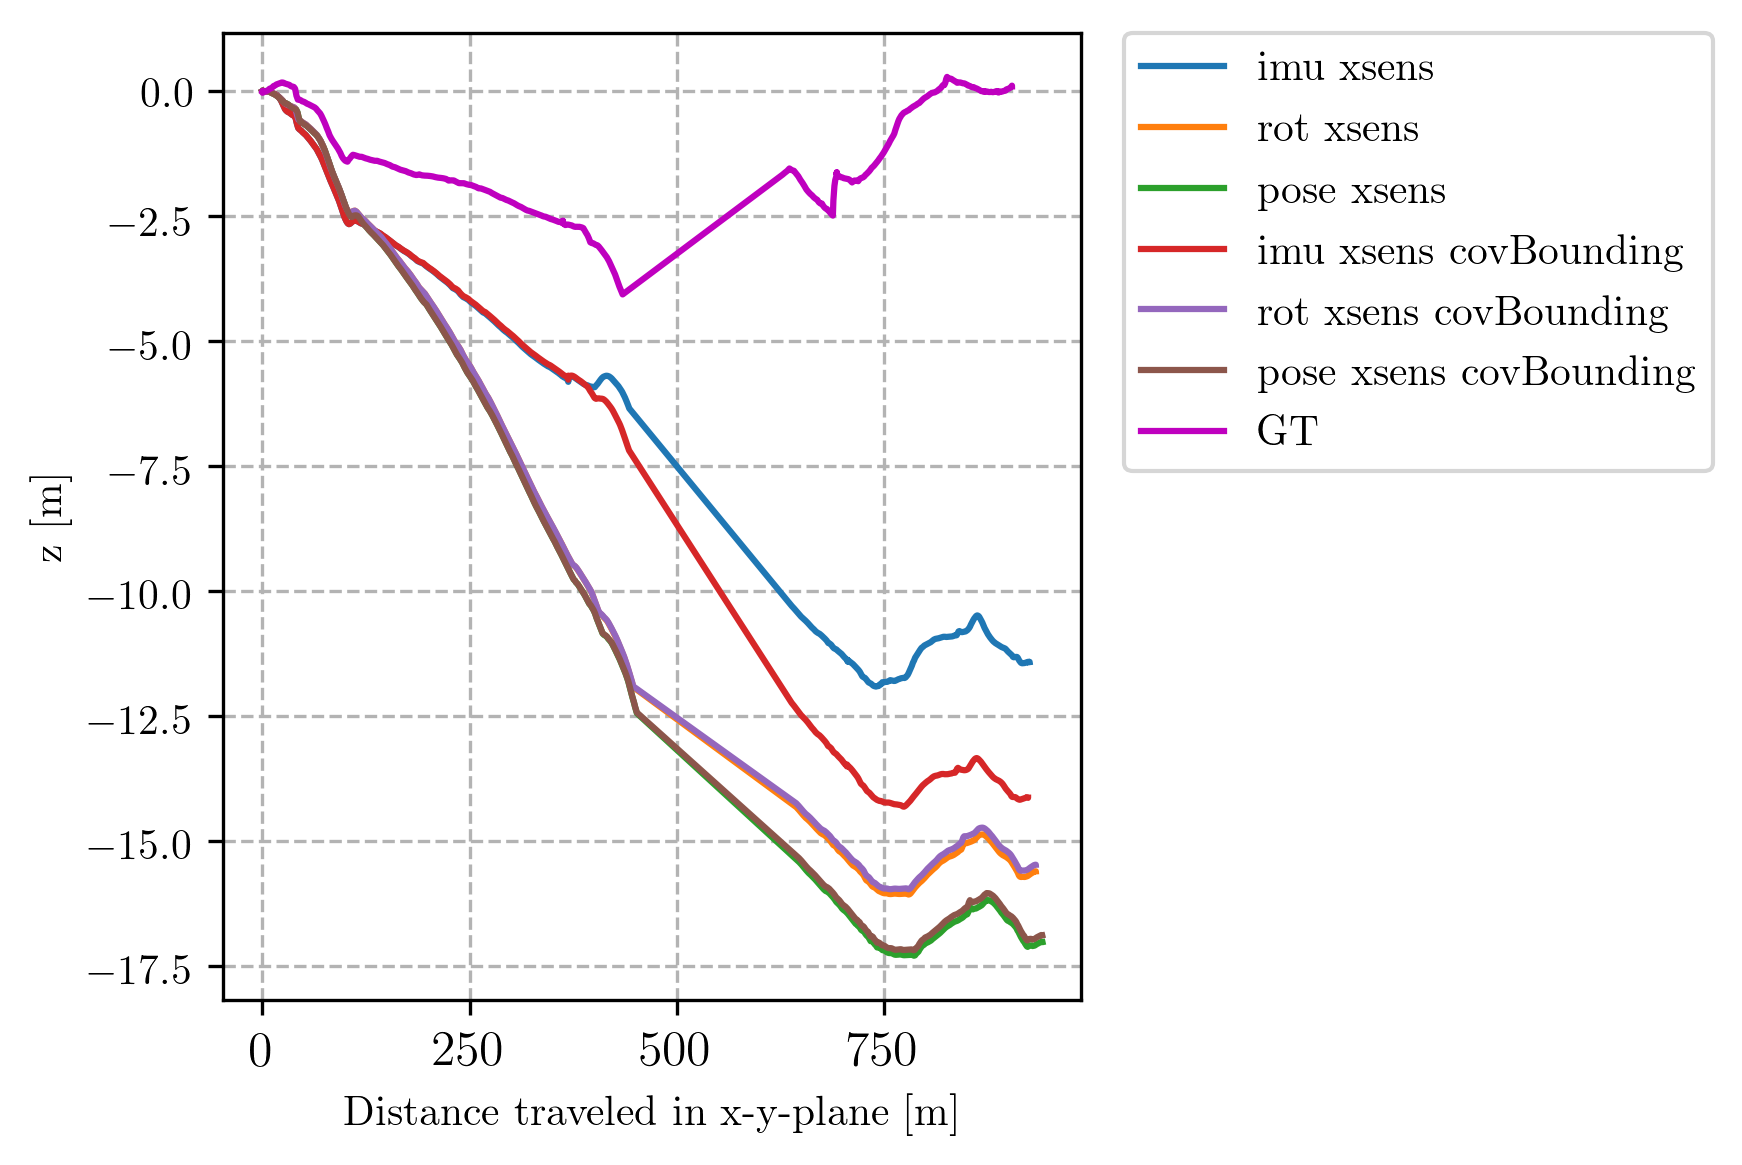 0.0
−2.5
−5.0
−7.5
−10.0
−12.5
−15.0
−17.5
z [m]
0 250 500 750
Distance traveled in x-y-plane [m]
imu xsens
rot xsens
pose xsens
imu xsens covBounding
rot xsens covBounding
pose xsens covBounding
GT